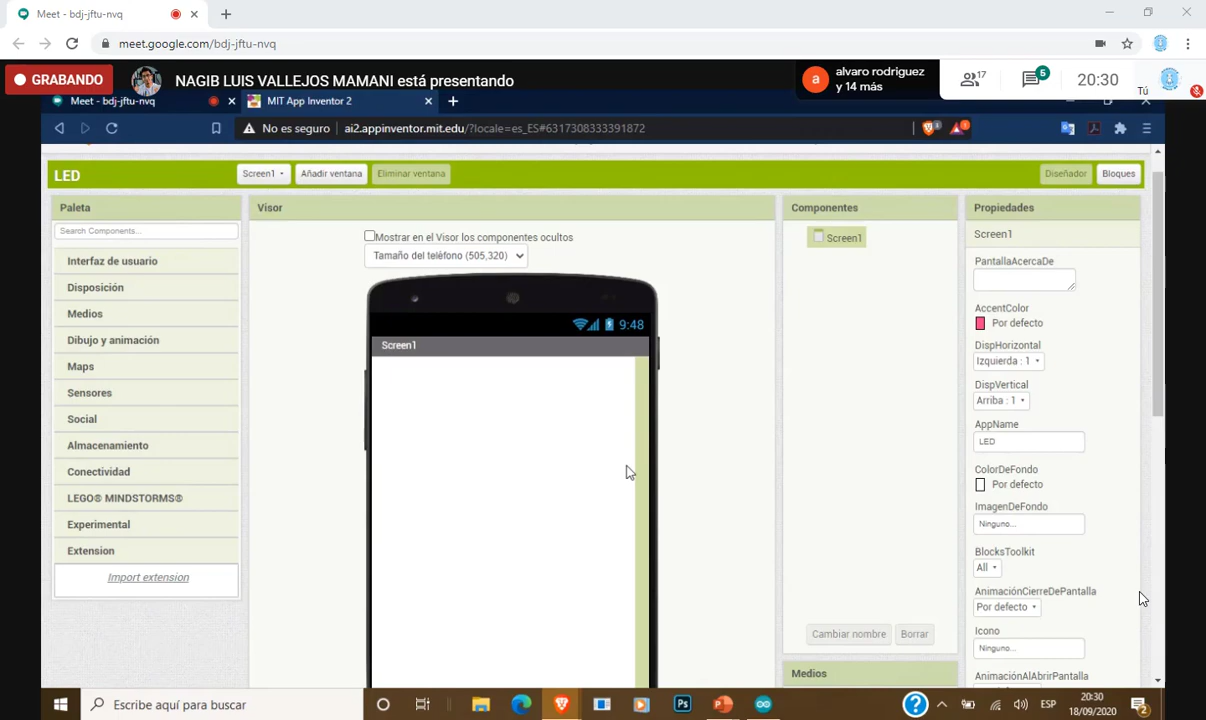 Meet - bdj-jftu-nvq
meet.google.com/bdj-jftu-nvq
GRABANDO
NAGIB LUIS VALLEJOS MAMANI está presentando
a
alvaro rodriguez
y 14 más
17
5
20:30
Tú
Meet - bdj-jftu-nvq
MIT App Inventor 2
No es seguro
ai2.appinventor.mit.edu/?locale=es_ES#6317308333391872
LED
Screen1
Añadir ventana
Eliminar ventana
Diseñador
Bloques
Paleta
Search Components...
Interfaz de usuario
Disposición
Medios
Dibujo y animación
Maps
Sensores
Social
Almacenamiento
Conectividad
LEGO® MINDSTORMS®
Experimental
Extension
Import extension
Visor
Mostrar en el Visor los componentes ocultos
Tamaño del teléfono (505,320)
9:48
Screen1
Componentes
Screen1
Cambiar nombre
Borrar
Medios
Propiedades
Screen1
PantallaAcercaDe
AccentColor
Por defecto
DispHorizontal
Izquierda : 1
DispVertical
Arriba : 1
AppName
LED
ColorDeFondo
Por defecto
ImagenDeFondo
Ninguno...
BlocksToolkit
All
AnimaciónCierreDePantalla
Por defecto
Icono
Ninguno...
AnimaciónAlAbrirPantalla
Escribe aquí para buscar
Ps
ESP
20:30
18/09/2020
2